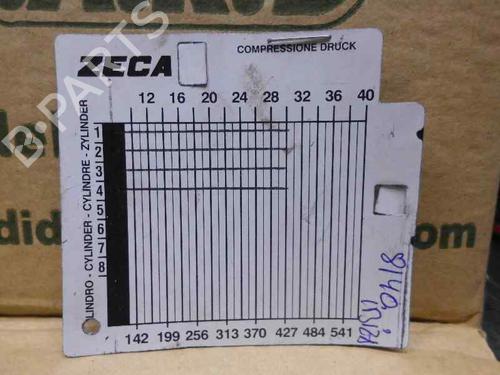 ZECA
COMPRESSIONE DRUCK
12 16 20 24 28 32 36 40
LINDRO - CYLINDER - CYLINDRE - ZYLINDER
1
2
3
4
5
6
7
8
142 199 256 313 370 427 484 541
8140
B-PARTS